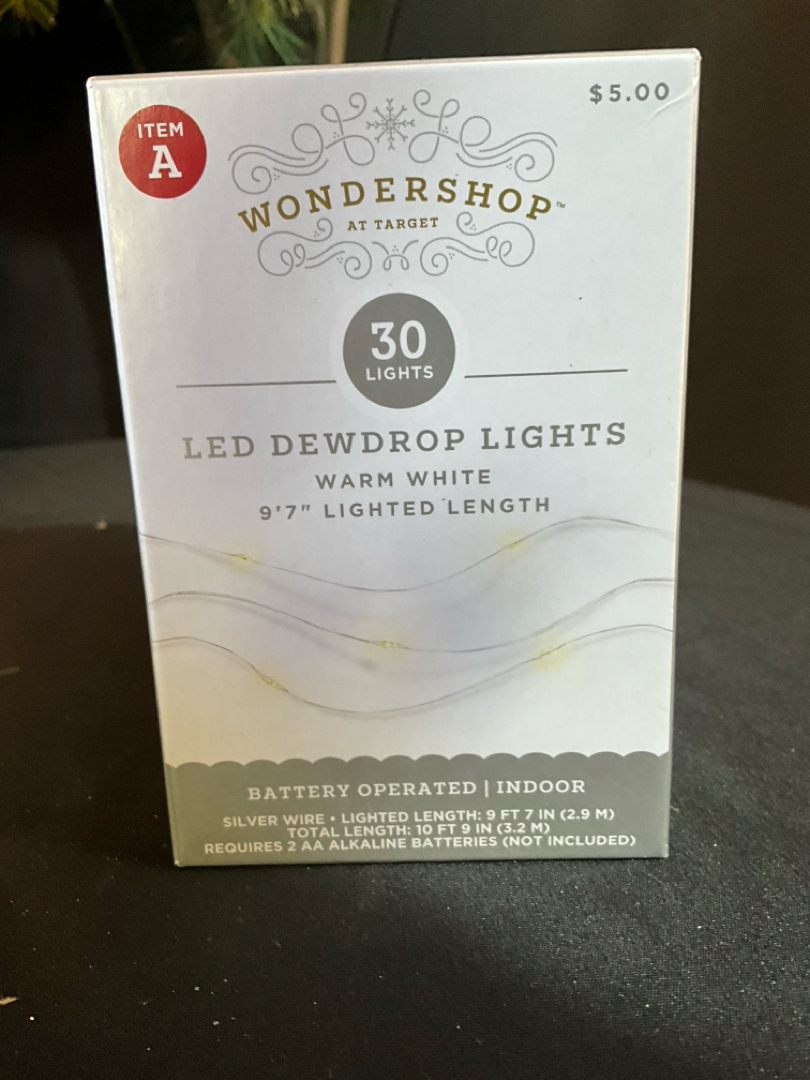 $5.00
ITEM
A
WONDERSHOP™
AT TARGET
30
LIGHTS
LED DEWDROP LIGHTS
WARM WHITE
9'7" LIGHTED LENGTH
BATTERY OPERATED | INDOOR
SILVER WIRE • LIGHTED LENGTH: 9 FT 7 IN (2.9 M)
TOTAL LENGTH: 10 FT 9 IN (3.2 M)
REQUIRES 2 AA ALKALINE BATTERIES (NOT INCLUDED)